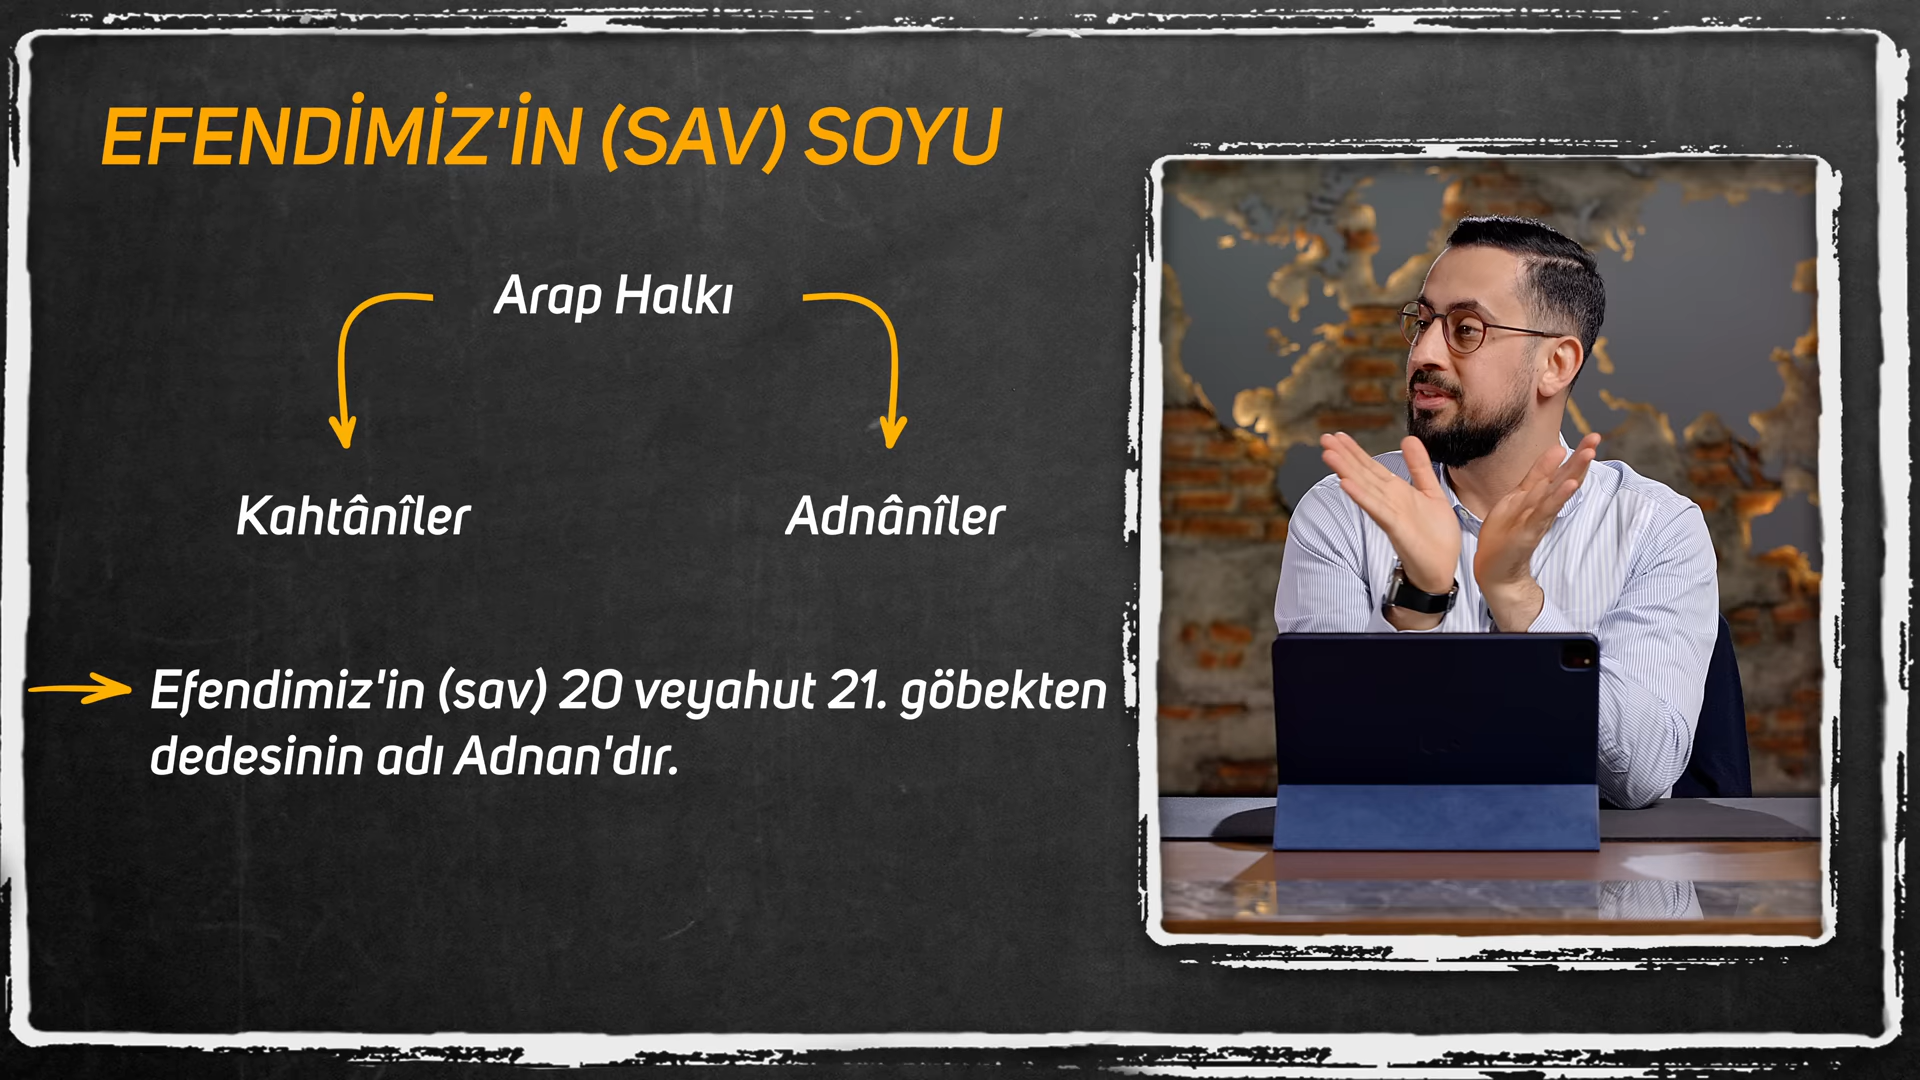 EFENDİMİZ'İN (SAV) SOYU
Arap Halkı
Kahtânîler
Adnânîler
Efendimiz'in (sav) 20 veyahut 21. göbekten
dedesinin adı Adnan'dır.